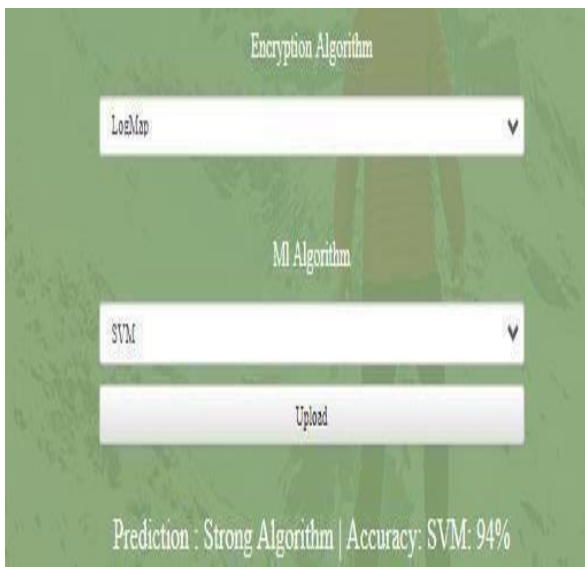 Encryption Algorithm
LogMap
Ml Algorithm
SVM
Upload
Prediction : Strong Algorithm | Accuracy: SVM: 94%